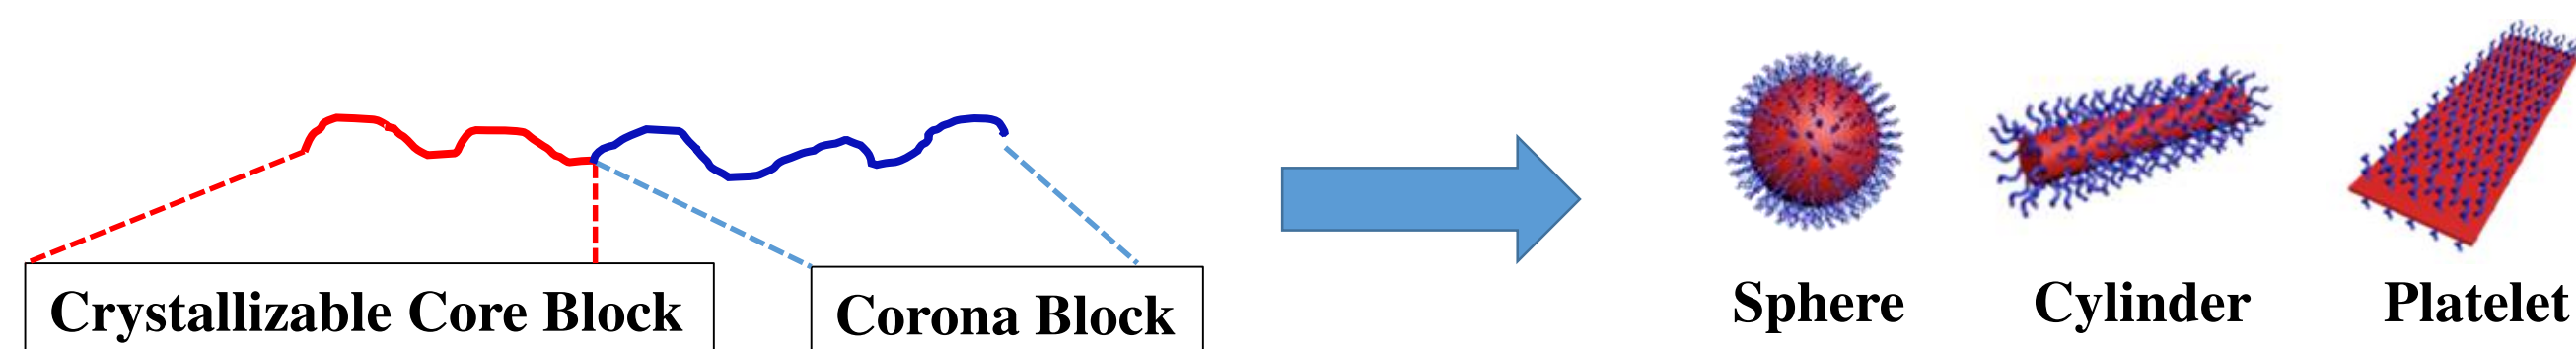 Crystallizable Core Block
Corona Block
Sphere
Cylinder
Platelet